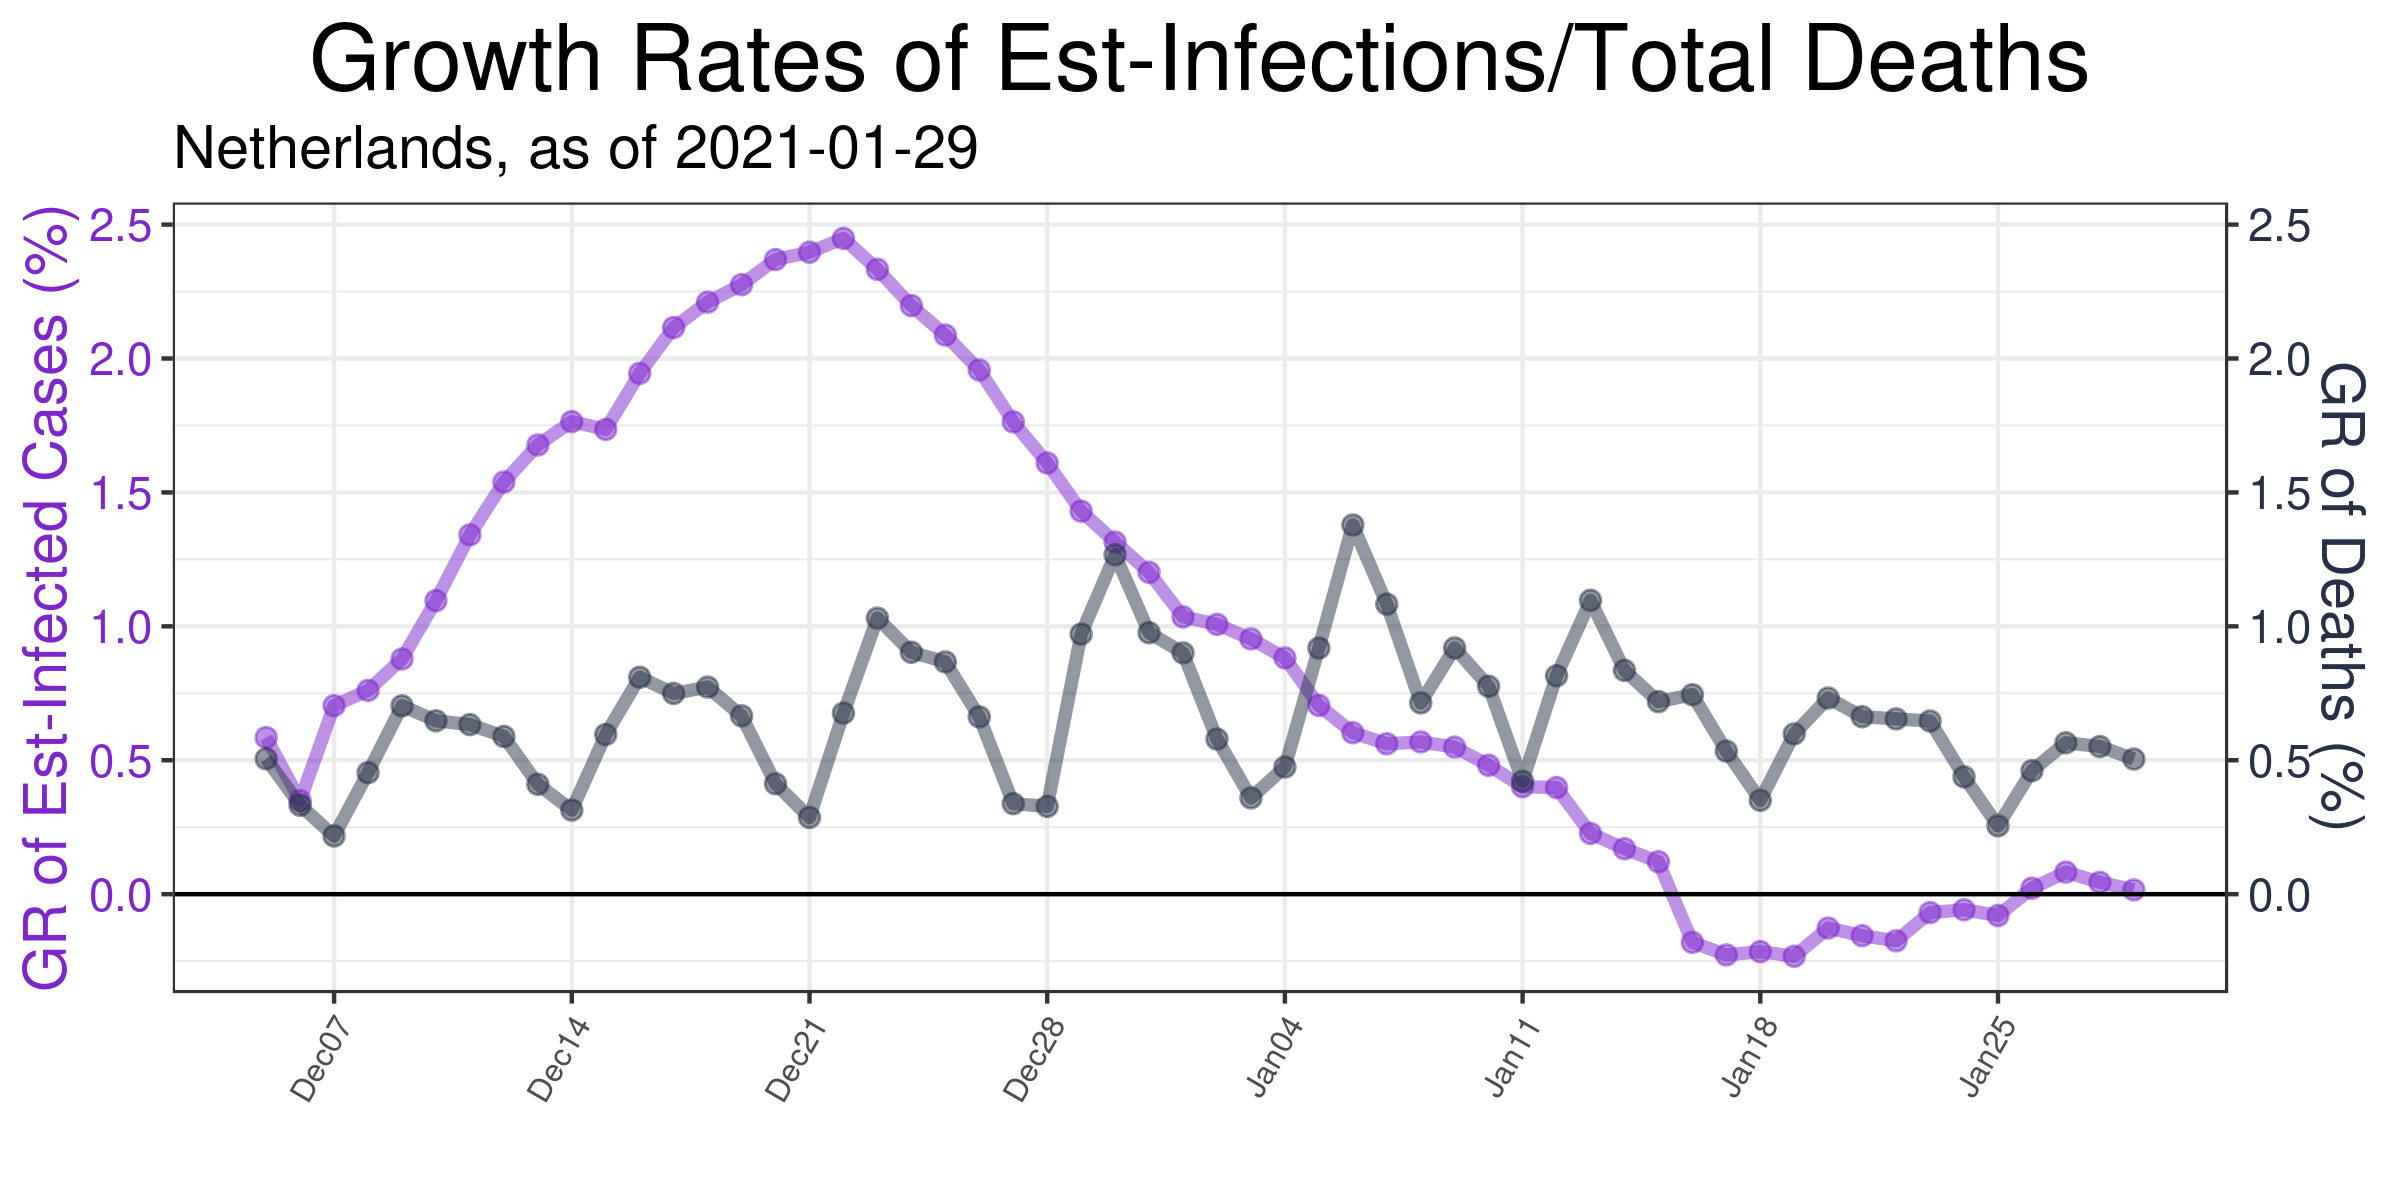 Growth Rates of Est-Infections/Total Deaths
Netherlands, as of 2021-01-29
GR of Est-Infected Cases (%)
2.5
2.0
1.5
1.0
0.5
0.0
2.5
2.0
1.5
1.0
0.5
0.0
GR of Deaths (%)
Dec07
Dec14
Dec21
Dec28
Jan04
Jan11
Jan18
Jan25